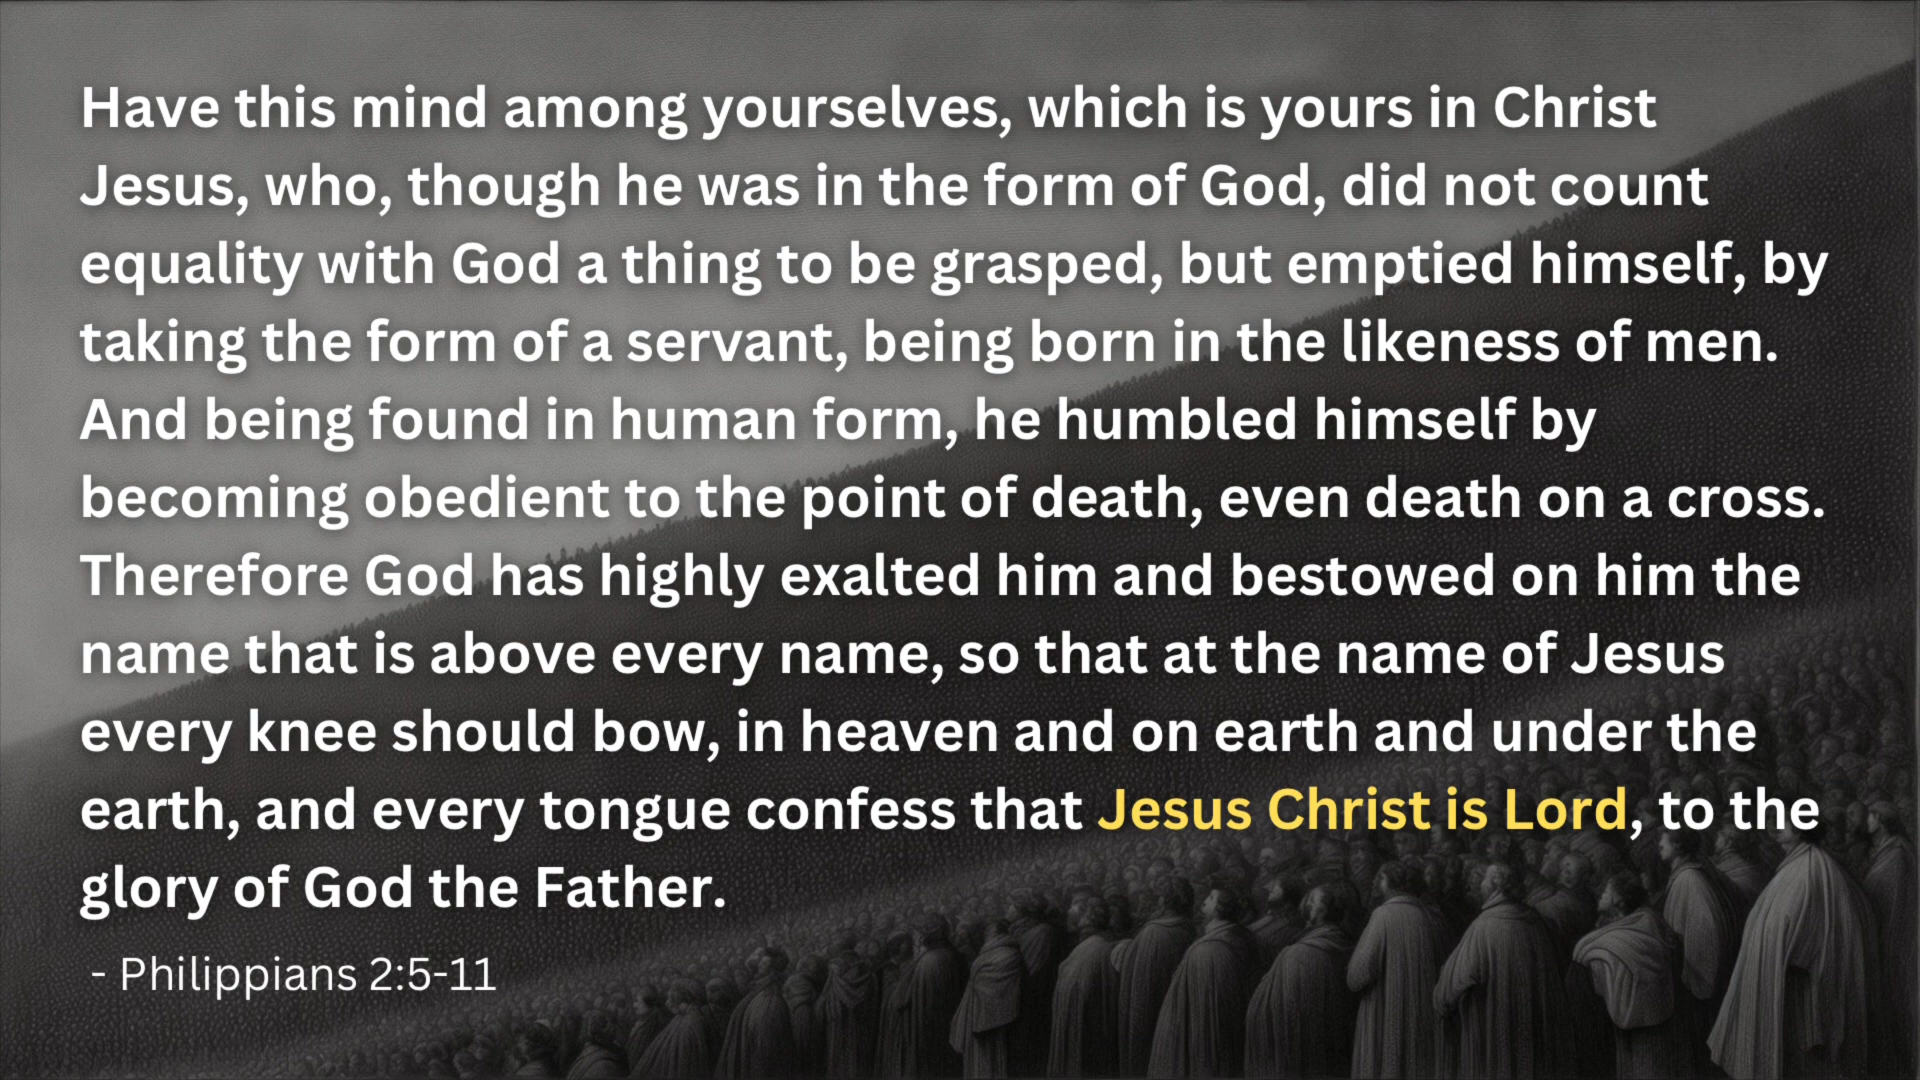 Have this mind among yourselves, which is yours in Christ
Jesus, who, though he was in the form of God, did not count
equality with God a thing to be grasped, but emptied himself, by
taking the form of a servant, being born in the likeness of men.
And being found in human form, he humbled himself by
becoming obedient to the point of death, even death on a cross.
Therefore God has highly exalted him and bestowed on him the
name that is above every name, so that at the name of Jesus
every knee should bow, in heaven and on earth and under the
earth, and every tongue confess that Jesus Christ is Lord, to the
glory of God the Father.
- Philippians 2:5-11